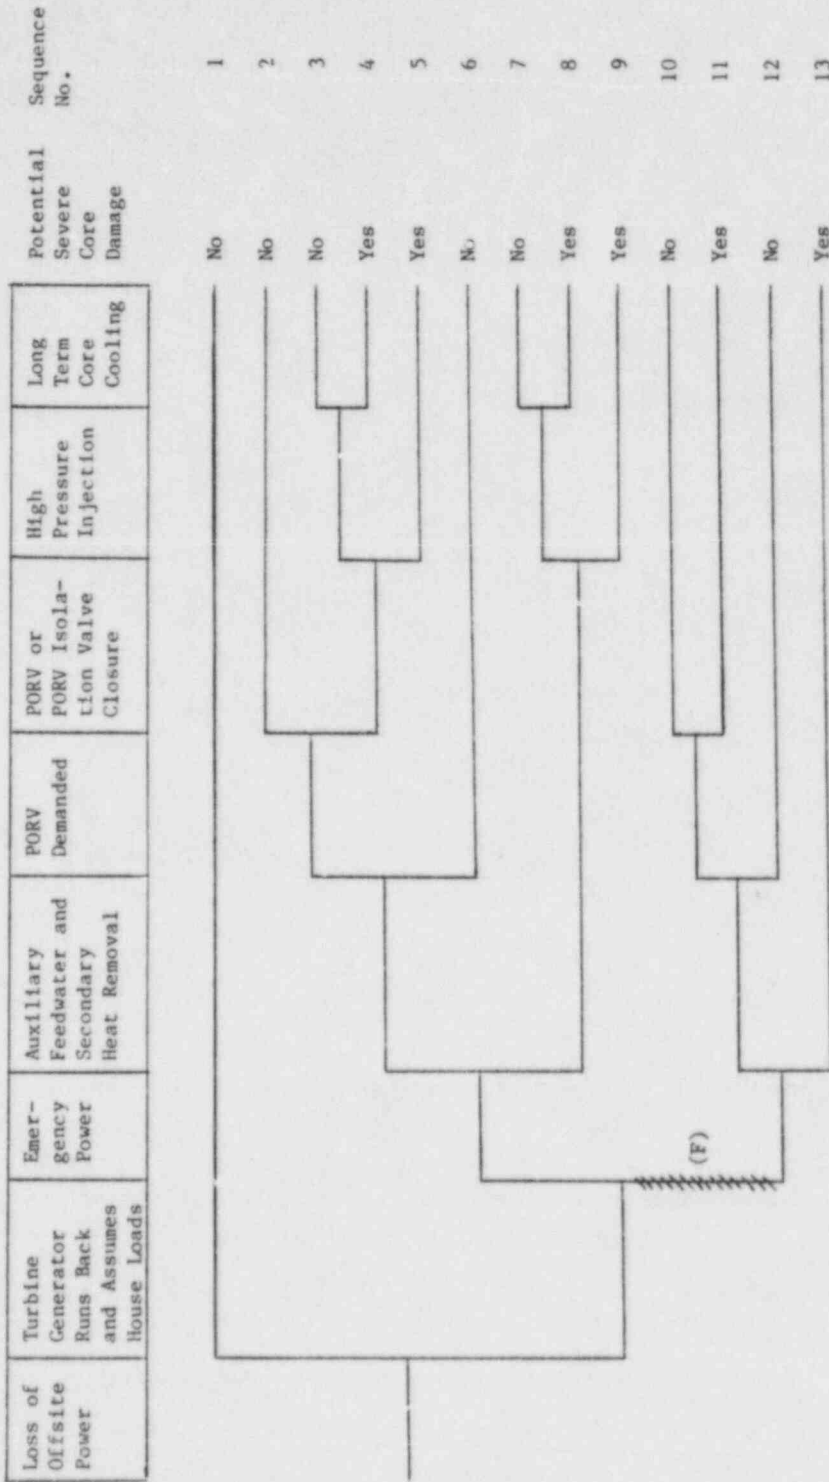 Loss of
Offsite
Power
Turbine
Generator
Runs Back
and Assumes
House Loads
Emer-
gency
Power
Auxiliary
Feedwater and
Secondary
Heat Removal
PORV
Demanded
PORV or
PORV Isola-
tion Valve
Closure
High
Pressure
Injection
Long
Term
Core
Cooling
Potential
Severe
Core
Damage
Sequence
No.
No 1
No 2
No 3
Yes 4
Yes 5
No 6
No 7
Yes 8
Yes 9
No 10
Yes 11
No 12
Yes 13
(F)